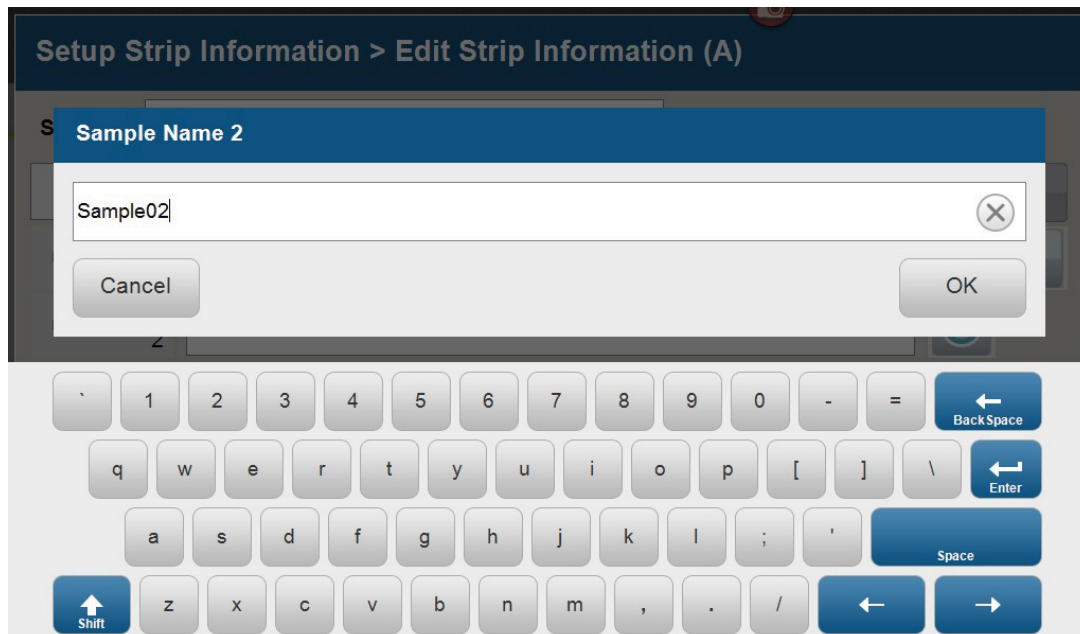 Setup Strip Information > Edit Strip Information (A)
S
Sample Name 2
Sample02
Cancel OK
2
` 1 2 3 4 5 6 7 8 9 0 - = BackSpace
q w e r t y u i o p [ ] \ Enter
a s d f g h j k l ; ' Space
Shift z x c v b n m , . /